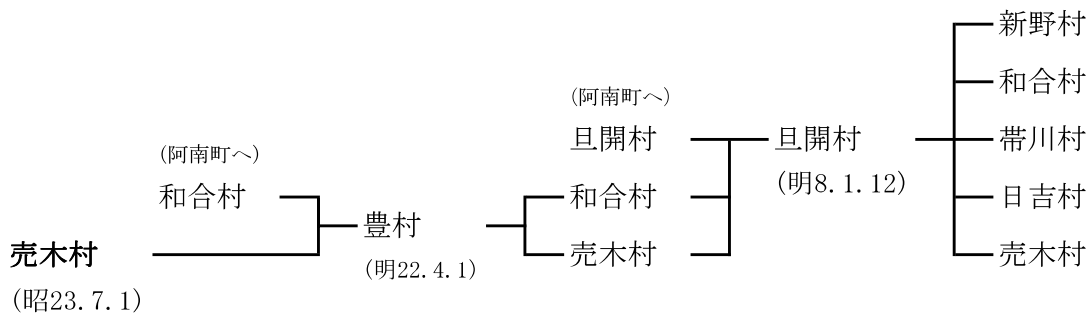 新野村
和合村
(阿南町へ)
旦開村
旦開村
帯川村
(阿南町へ)
和合村
和合村
(明8.1.12)
日吉村
豊村
売木村
売木村
売木村
(明22.4.1)
(昭23.7.1)